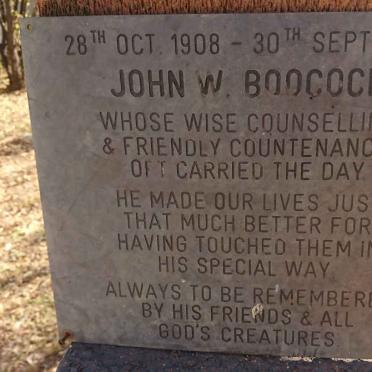 28TH OCT. 1908 - 30TH SEPT
JOHN W. BOOCOCK
WHOSE WISE COUNSELLIN
& FRIENDLY COUNTENANC
OFT CARRIED THE DAY
HE MADE OUR LIVES JUS
THAT MUCH BETTER FOR
HAVING TOUCHED THEM IN
HIS SPECIAL WAY.
ALWAYS TO BE REMEMBERE
BY HIS FRIENDS & ALL
GOD'S CREATURES